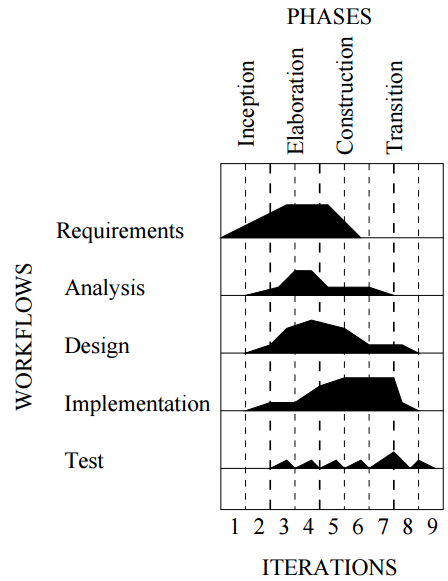 PHASES
Inception
Elaboration
Construction
Transition
WORKFLOWS
Requirements
Analysis
Design
Implementation
Test
1 2 3 4 5 6 7 8 9
ITERATIONS